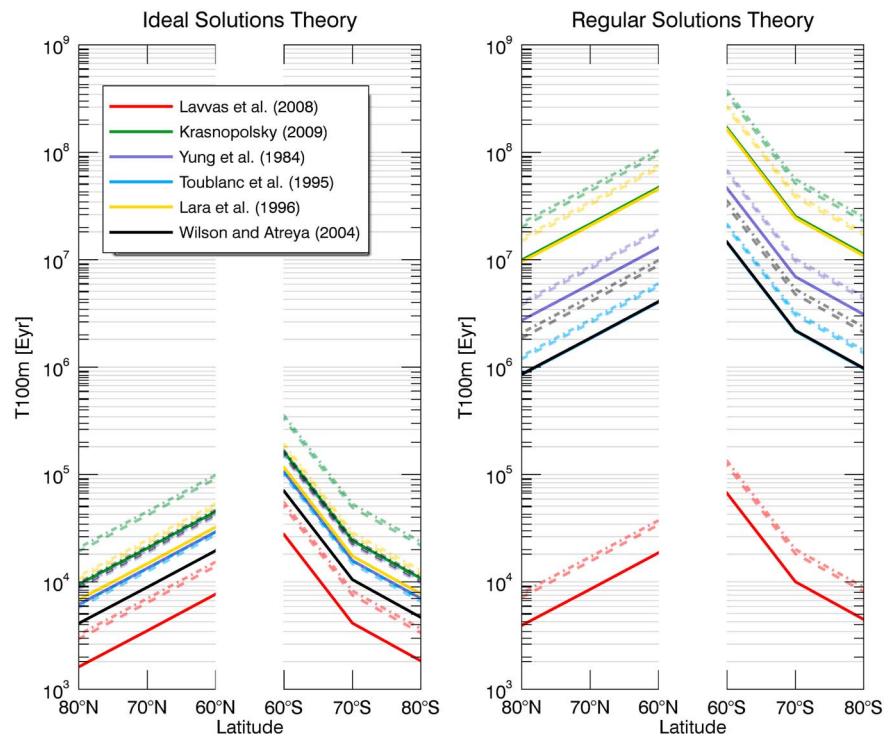 Ideal Solutions Theory
Regular Solutions Theory
T100m [Eyr]
10⁹
10⁸
10⁷
10⁶
10⁵
10⁴
10³
Lavvas et al. (2008)
Krasnopolsky (2009)
Yung et al. (1984)
Toublanc et al. (1995)
Lara et al. (1996)
Wilson and Atreya (2004)
80°N 70°N 60°N 60°S 70°S 80°S
Latitude
T100m [Eyr]
10⁹
10⁸
10⁷
10⁶
10⁵
10⁴
10³
80°N 70°N 60°N 60°S 70°S 80°S
Latitude